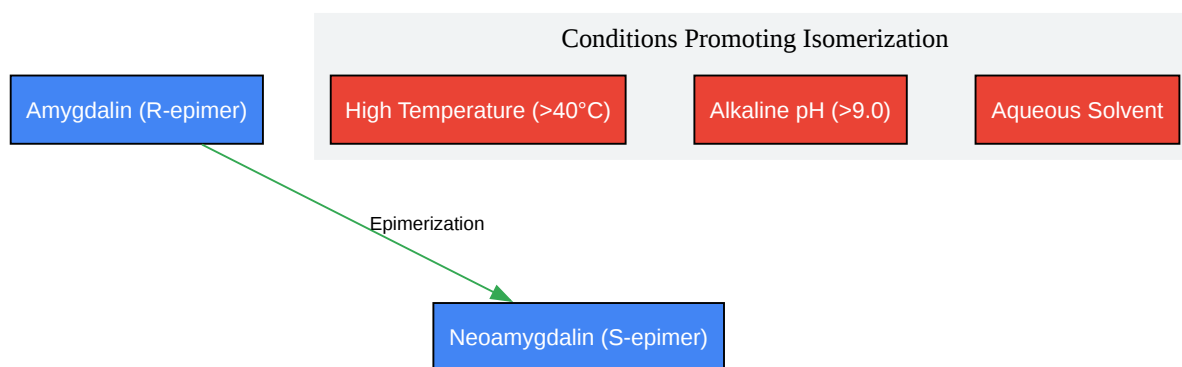 Conditions Promoting Isomerization
Amygdalin (R-epimer)
High Temperature (>40°C)
Alkaline pH (>9.0)
Aqueous Solvent
Epimerization
Neoamygdalin (S-epimer)